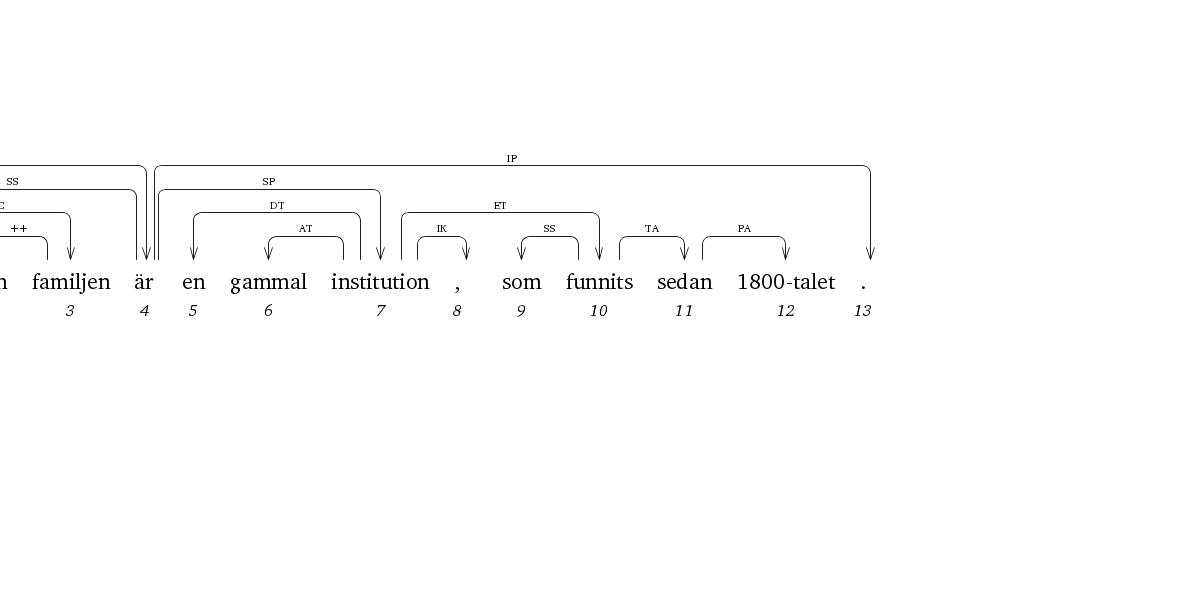 IP
SS SP
DT ET
++ AT IK SS TA PA
familjen är en gammal institution , som funnits sedan 1800-talet .
3 4 5 6 7 8 9 10 11 12 13